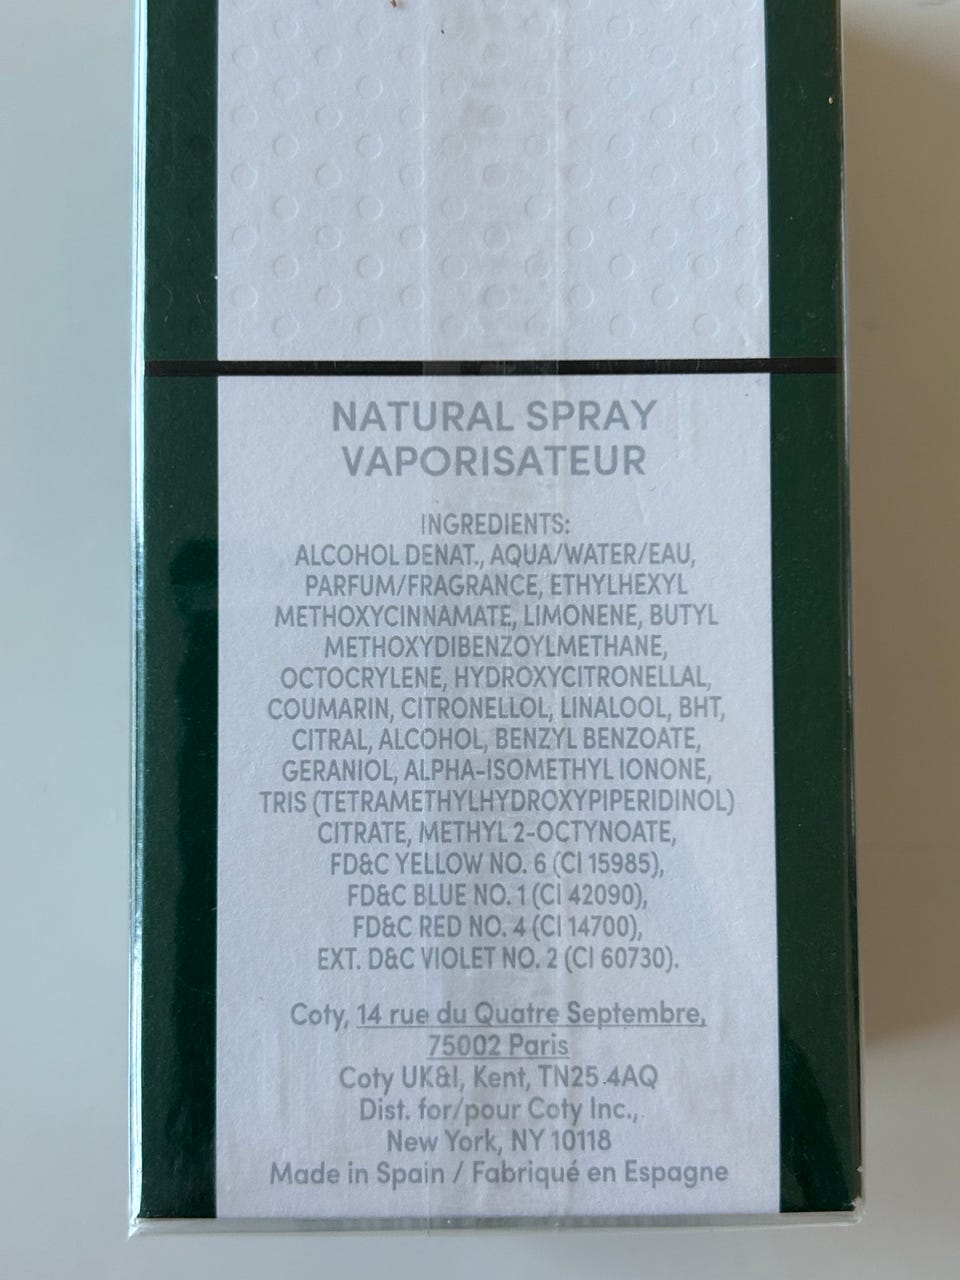 NATURAL SPRAY
VAPORISATEUR
INGREDIENTS:
ALCOHOL DENAT., AQUA/WATER/EAU,
PARFUM/FRAGRANCE, ETHYLHEXYL
METHOXYCINNAMATE, LIMONENE, BUTYL
METHOXYDIBENZOYLMETHANE,
OCTOCRYLENE, HYDROXYCITRONELLAL,
COUMARIN, CITRONELLOL, LINALOOL, BHT,
CITRAL, ALCOHOL, BENZYL BENZOATE,
GERANIOL, ALPHA-ISOMETHYL IONONE,
TRIS (TETRAMETHYLHYDROXYPIPERIDINOL)
CITRATE, METHYL 2-OCTYNOATE,
FD&C YELLOW NO. 6 (CI 15985),
FD&C BLUE NO. 1 (CI 42090),
FD&C RED NO. 4 (CI 14700),
EXT. D&C VIOLET NO. 2 (CI 60730).
Coty, 14 rue du Quatre Septembre,
75002 Paris
Coty UK&I, Kent, TN25 4AQ
Dist. for/pour Coty Inc.,
New York, NY 10118
Made in Spain / Fabriqué en Espagne